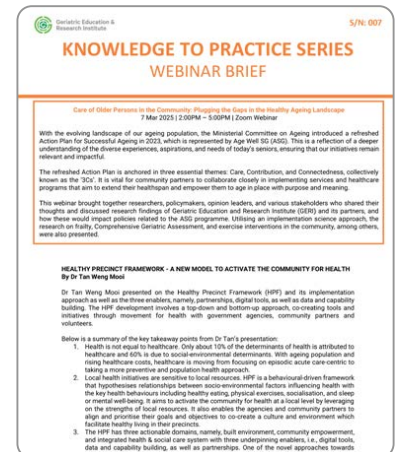 Geriatric Education &
Research Institute
S/N: 007
KNOWLEDGE TO PRACTICE SERIES
WEBINAR BRIEF
Care of Older Persons in the Community: Plugging the Gaps in the Healthy Ageing Landscape
7 Mar 2025 | 2:00PM – 5:00PM | Zoom Webinar
With the evolving landscape of our ageing population, the Ministerial Committee on Ageing introduced a refreshed
Action Plan for Successful Ageing in 2023, which is represented by Age Well SG (ASG). This is a reflection of a deeper
understanding of the diverse experiences, aspirations, and needs of today's seniors, ensuring that our initiatives remain
relevant and impactful.
The refreshed Action Plan is anchored in three essential themes: Care, Contribution, and Connectedness, collectively
known as the '3Cs'. It is vital for community partners to collaborate closely in implementing services and healthcare
programs that aim to extend their healthspan and empower them to age in place with purpose and meaning.
This webinar brought together researchers, policymakers, opinion leaders, and various stakeholders who shared their
thoughts and discussed research findings of Geriatric Education and Research Institute (GERI) and its partners, and
how these would impact policies related to the ASG programme. Utilising an implementation science approach, the
research on frailty, Comprehensive Geriatric Assessment, and exercise interventions in the community, among others,
were also presented.
HEALTHY PRECINCT FRAMEWORK - A NEW MODEL TO ACTIVATE THE COMMUNITY FOR HEALTH
By Dr Tan Weng Mooi
Dr Tan Weng Mooi presented on the Healthy Precinct Framework (HPF) and its implementation
approach as well as the three enablers, namely, partnerships, digital tools, as well as data and capability
building. The HPF development involves a top-down and bottom-up approach, co-creating tools and
initiatives through movement for health with government agencies, community partners and
volunteers.
Below is a summary of the key takeaway points from Dr Tan's presentation:
1. Health is not equal to healthcare. Only about 10% of the determinants of health is attributed to
healthcare and 60% is due to social-environmental determinants. With ageing population and
rising healthcare costs, healthcare is moving from focusing on episodic acute care-centric to
taking a more preventive and population health approach.
2. Local health initiatives are sensitive to local resources. HPF is a behavioural-driven framework
that hypothesises relationships between socio-environmental factors influencing health with
the key health behaviours including healthy eating, physical exercises, socialisation, and sleep
or mental well-being. It aims to activate the community for health at a local level by leveraging
on the strengths of local resources. It also enables the agencies and community partners to
align and prioritise their goals and objectives to co-create a culture and environment which
facilitate healthy living in their precincts.
3. The HPF has three actionable domains, namely, built environment, community empowerment,
and integrated health & social care system with three underpinning enablers, i.e., digital tools,
data and capability building, as well as partnerships. One of the novel approaches towards